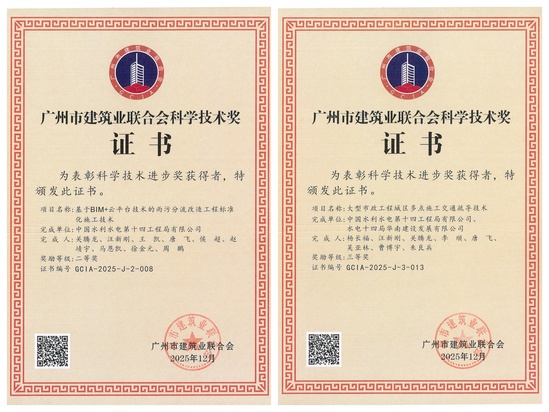 广州市建筑业联合会科学技术奖
证书
为表彰科学技术进步奖获得者，特
颁发此证书。
项目名称：基于BIM+云平台技术的雨污分流改造工程标准
化施工技术
完成单位：中国水利水电第十四工程局有限公司
完 成 人：关腾龙、汪新刚、王 凯、唐 飞、侯 超、赵
靖宇、马思凯、徐金元、周 鹏
奖励等级：二等奖
证书编号 GCIA-2025-J-2-008
广州市建筑业联合会
2025年12月
广州市建筑业联合会科学技术奖
证书
为表彰科学技术进步奖获得者，特
颁发此证书。
项目名称：大型市政工程城区多点施工交通疏导技术
完成单位：中国水利水电第十四工程局有限公司、
水电十四局华南建设发展有限公司
完 成 人：杨长福、汪新刚、关腾龙、李 顺、唐 飞、
吴亚林、曹博宇、朱良兵
奖励等级：三等奖
证书编号 GCIA-2025-J-3-013
广州市建筑业联合会
2025年12月